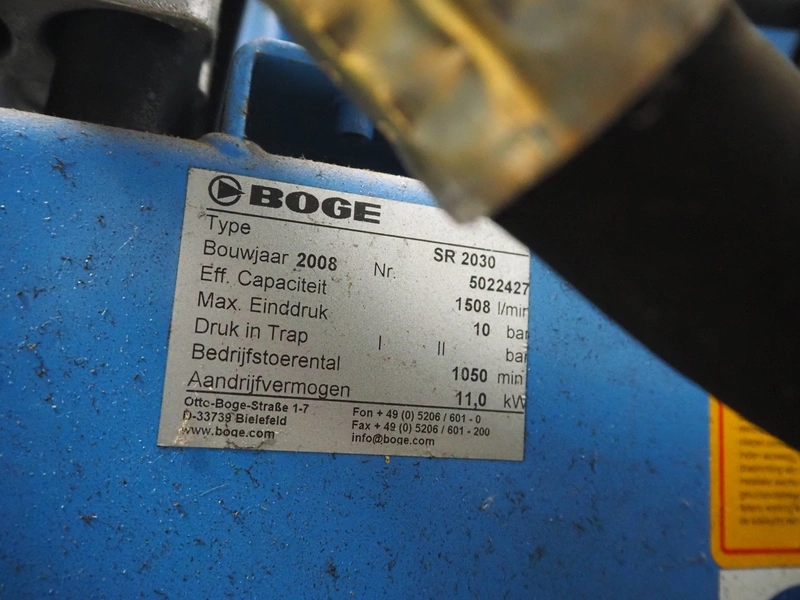 BOGE
Type SR 2030
Bouwjaar 2008 Nr. 5022427
Eff. Capaciteit 1508 l/min
Max. Einddruk 10 bar
Druk in Trap I II bar
Bedrijfstoerental 1050 min
Aandrijfvermogen 11,0 kW
Otto-Boge-Straße 1-7
D-33739 Bielefeld
www.boge.com
Fon + 49 (0) 5206 / 601 - 0
Fax + 49 (0) 5206 / 601 - 200
info@boge.com